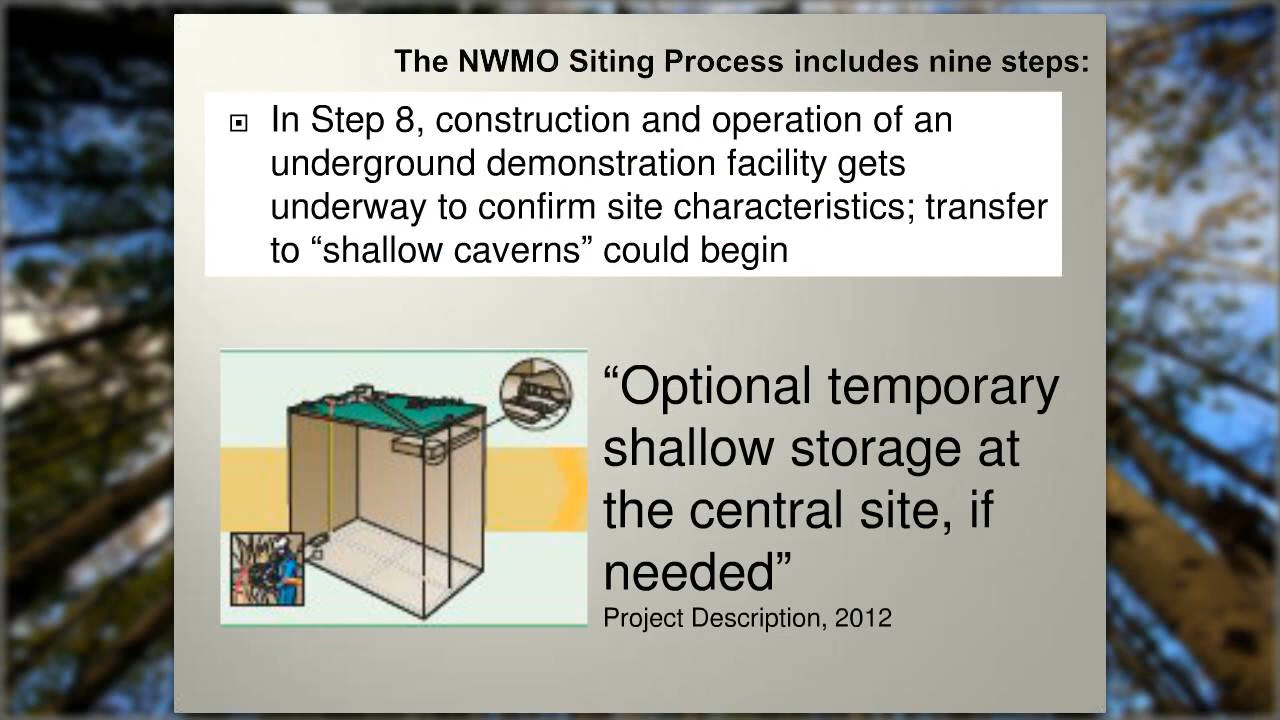 The NWMO Siting Process includes nine steps:
In Step 8, construction and operation of an
underground demonstration facility gets
underway to confirm site characteristics; transfer
to “shallow caverns” could begin
“Optional temporary
shallow storage at
the central site, if
needed”
Project Description, 2012